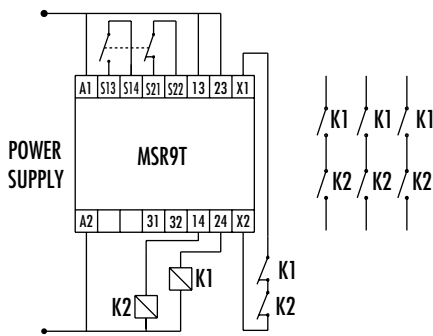 A1 S13 S14 S21 S22 13 23 X1
POWER
SUPPLY
MSR9T
A2 31 32 14 24 X2
K1 K1 K1
K2 K2 K2
K1
K2
K1
K2